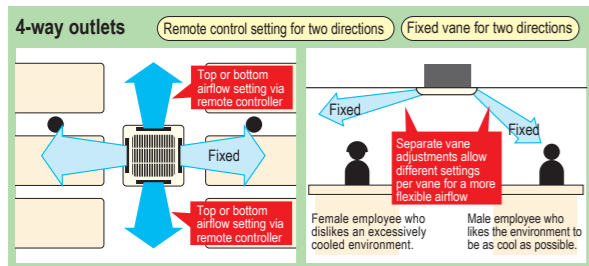 4-way outlets
Remote control setting for two directions
Fixed vane for two directions
Top or bottom
airflow setting via
remote controller
Fixed
Top or bottom
airflow setting via
remote controller
Fixed
Fixed
Separate vane
adjustments allow
different settings
per vane for a more
flexible airflow
Female employee who
dislikes an excessively
cooled environment.
Male employee who
likes the environment to
be as cool as possible.